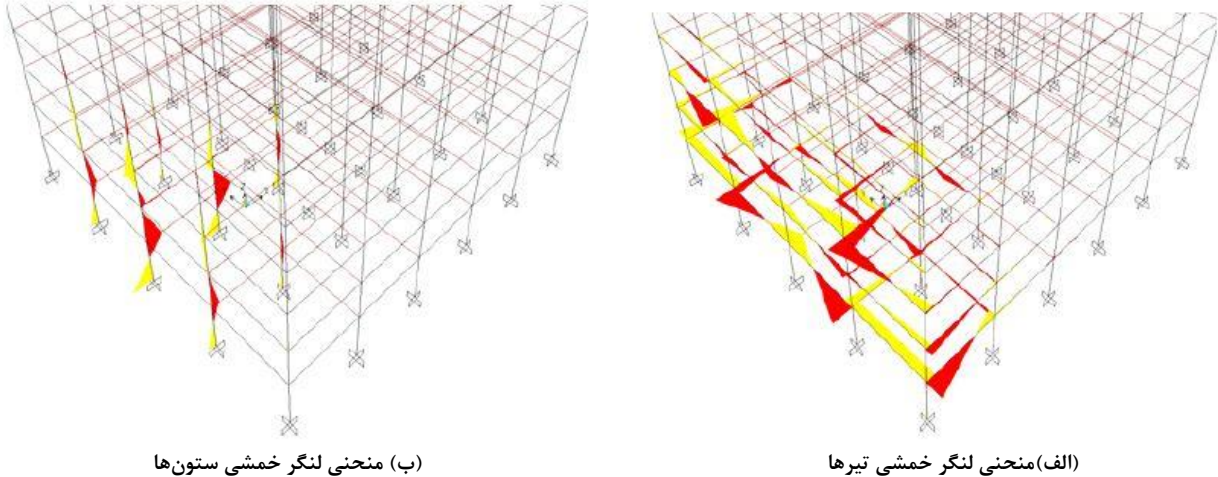 (الف)منحنی لنگر خمشی تیرها
(ب) منحنی لنگر خمشی ستون‌ها